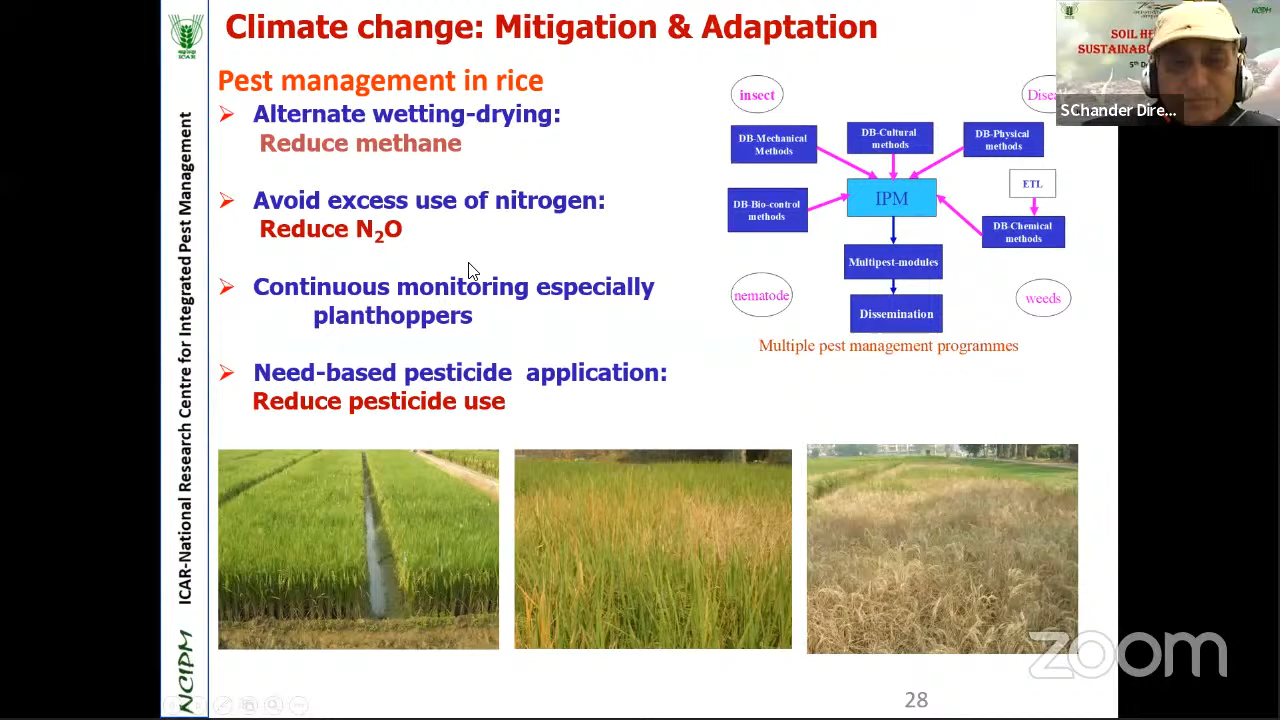 Climate change: Mitigation & Adaptation
Pest management in rice
Alternate wetting-drying:
Reduce methane
Avoid excess use of nitrogen:
Reduce N2O
Continuous monitoring especially
planthoppers
Need-based pesticide application:
Reduce pesticide use
insect
Disea
DB-Mechanical
Methods
DB-Cultural
methods
DB-Physical
methods
ETL
IPM
DB-Bio-control
methods
DB-Chemical
methods
Multipest-modules
nematode
weeds
Dissemination
Multiple pest management programmes
ICAR
ICAR-National Research Centre for Integrated Pest Management
NCIPM
SOIL HE
SUSTAINAB
SChander Dire...
zoom
28